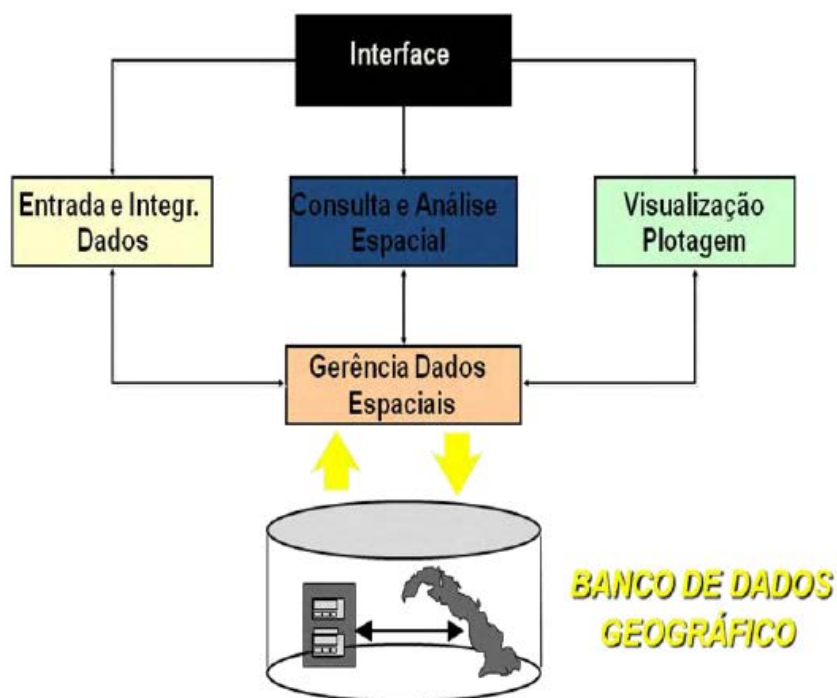 Interface
Entrada e Integr.
Dados
Consulta e Análise
Espacial
Visualização
Plotagem
Gerência Dados
Espaciais
BANCO DE DADOS
GEOGRÁFICO